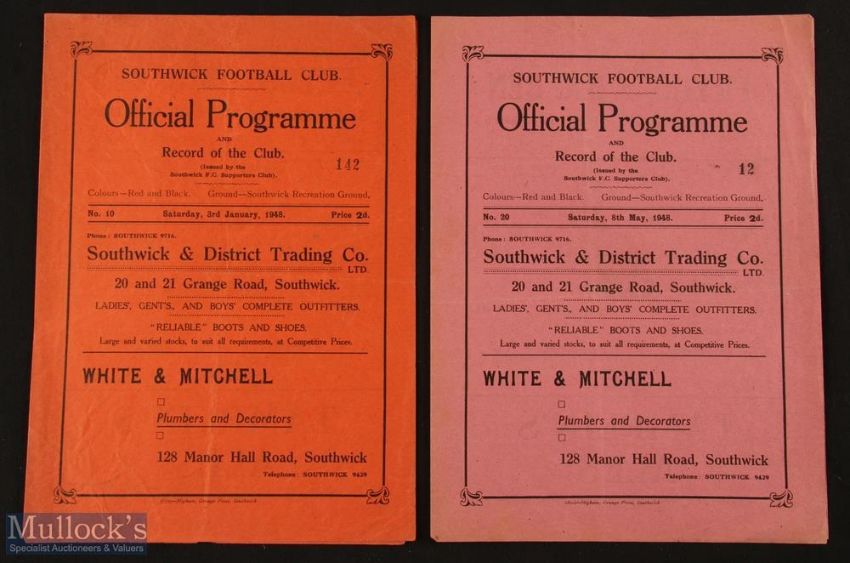 SOUTHWICK FOOTBALL CLUB.
Official Programme
AND
Record of the Club.
(Issued by the
Southwick F.C. Supporters Club).
142
Colours—Red and Black. Ground—Southwick Recreation Ground.
No. 10 Saturday, 3rd January, 1948. Price 2d.
Phone: SOUTHWICK 9716.
Southwick & District Trading Co.
LTD.
20 and 21 Grange Road, Southwick.
LADIES', GENT'S., AND BOYS' COMPLETE OUTFITTERS.
"RELIABLE" BOOTS AND SHOES.
Large and varied stocks, to suit all requirements, at Competitive Prices.
WHITE & MITCHELL
Plumbers and Decorators
128 Manor Hall Road, Southwick
Telephone: SOUTHWICK 9429
Grange Press, Southwick
SOUTHWICK FOOTBALL CLUB.
Official Programme
AND
Record of the Club.
(Issued by the
Southwick F.C. Supporters Club).
12
Colours—Red and Black. Ground—Southwick Recreation Ground.
No. 20 Saturday, 8th May, 1948. Price 2d.
Phone: SOUTHWICK 9716.
Southwick & District Trading Co.
LTD.
20 and 21 Grange Road, Southwick.
LADIES', GENT'S., AND BOYS' COMPLETE OUTFITTERS.
"RELIABLE" BOOTS AND SHOES.
Large and varied stocks, to suit all requirements, at Competitive Prices.
WHITE & MITCHELL
Plumbers and Decorators
128 Manor Hall Road, Southwick
Telephone: SOUTHWICK 9429
Grange Press, Southwick
Mullock's
Specialist Auctioneers & Valuers